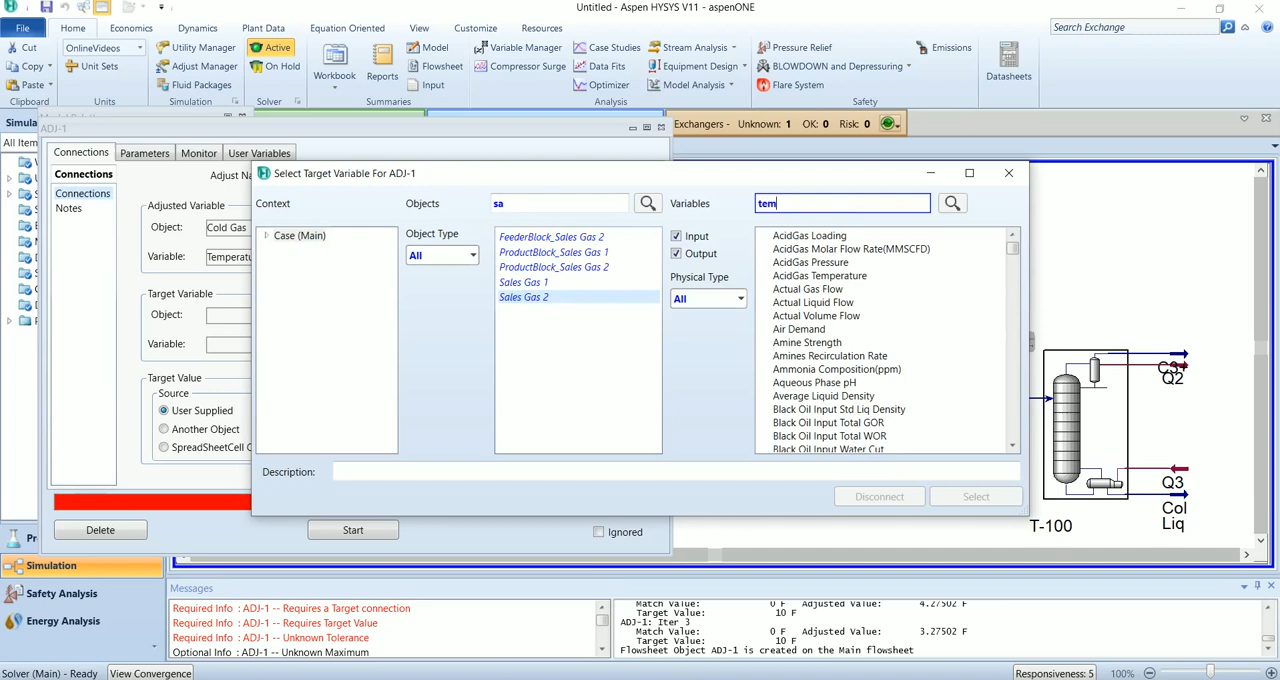 Untitled - Aspen HYSYS V11 - aspenONE
File Home Economics Dynamics Plant Data Equation Oriented View Customize Resources Search Exchange
Cut OnlineVideos Utility Manager Active Model Flowsheet Input
Copy Unit Sets Adjust Manager On Hold
Paste Fluid Packages
Workbook Reports
Variable Manager Case Studies Stream Analysis Pressure Relief Emissions
Compressor Surge Data Fits Equipment Design BLOWDOWN and Depressuring
Optimizer Model Analysis Flare System Datasheets
Clipboard Units Simulation Solver Summaries Analysis Safety
Exchangers - Unknown: 1 OK: 0 Risk: 0
Simula
All Item
ADJ-1
Connections Parameters Monitor User Variables
Connections
Connections
Notes
Adjust Na
Adjusted Variable
Object: Cold Gas
Variable: Temperatu
Target Variable
Object:
Variable:
Target Value
Source
User Supplied
Another Object
SpreadSheetCell C
Delete Start Ignored
Select Target Variable For ADJ-1
Context Objects sa Variables tem
Case (Main)
Object Type
All
FeederBlock_Sales Gas 2
ProductBlock_Sales Gas 1
ProductBlock_Sales Gas 2
Sales Gas 1
Sales Gas 2
Input
Output
Physical Type
All
AcidGas Loading
AcidGas Molar Flow Rate(MMSCFD)
AcidGas Pressure
AcidGas Temperature
Actual Gas Flow
Actual Liquid Flow
Actual Volume Flow
Air Demand
Amine Strength
Amines Recirculation Rate
Ammonia Composition(ppm)
Aqueous Phase pH
Average Liquid Density
Black Oil Input Std Liq Density
Black Oil Input Total GOR
Black Oil Input Total WOR
Black Oil Input Water Cut
Description:
Disconnect Select
Q2
Q3
Col
Liq
T-100
Pr
Simulation
Safety Analysis
Energy Analysis
Messages
Required Info : ADJ-1 -- Requires a Target connection
Required Info : ADJ-1 -- Requires Target Value
Required Info : ADJ-1 -- Unknown Tolerance
Optional Info : ADJ-1 -- Unknown Maximum
Match Value: 0 F Adjusted Value: 4.27502 F
Target Value: 10 F
ADJ-1: Iter 3
Match Value: 0 F Adjusted Value: 3.27502 F
Target Value: 10 F
Flowsheet Object ADJ-1 is created on the Main flowsheet
Solver (Main) - Ready View Convergence Responsiveness: 5 100%